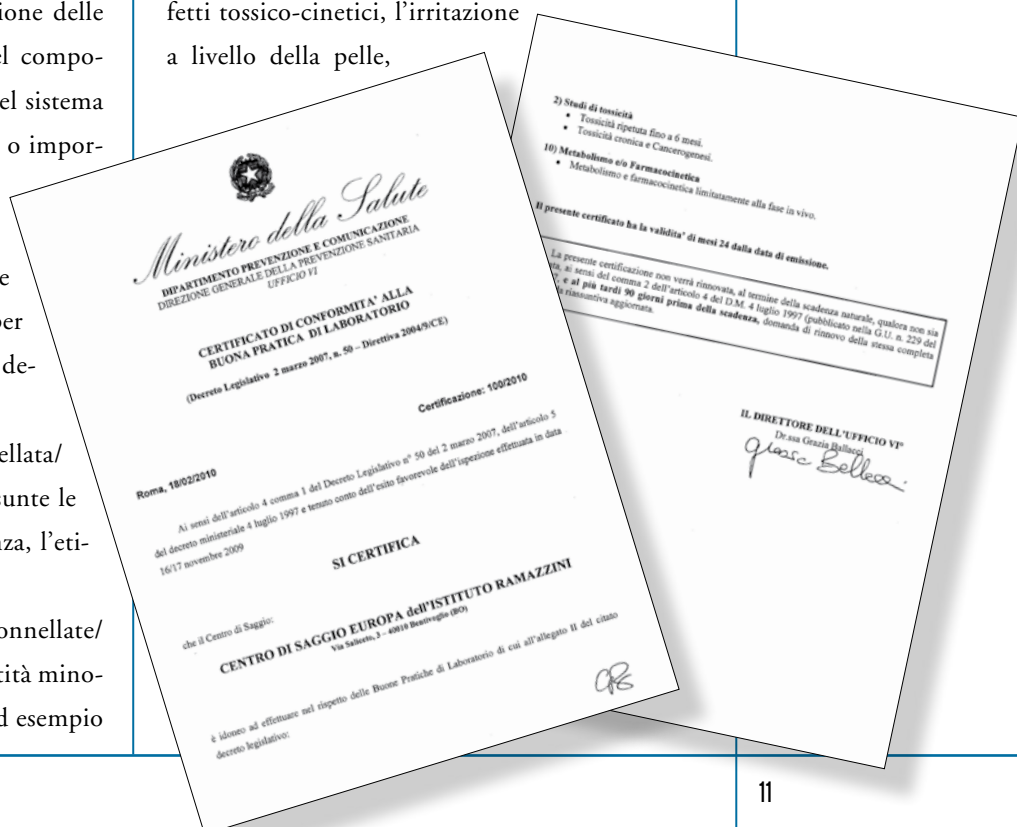 ione delle
el compo-
el sistema
o impor-
e
per
de-
ellata/
sunte le
nza, l'eti-
onnellate/
tità mino-
d esempio
fetti tossico-cinetici, l'irritazione
a livello della pelle,
Ministero della Salute
DIPARTIMENTO PREVENZIONE E COMUNICAZIONE
DIREZIONE GENERALE DELLA PREVENZIONE SANITARIA
UFFICIO VI
CERTIFICATO DI CONFORMITA' ALLA
BUONA PRATICA DI LABORATORIO
(Decreto Legislativo 2 marzo 2007, n. 50 – Direttiva 2004/9/CE)
Certificazione: 100/2010
Roma, 18/02/2010
Ai sensi dell'articolo 4 comma 1 del Decreto Legislativo n° 50 del 2 marzo 2007, dell'articolo 5
del decreto ministeriale 4 luglio 1997 e tenuto conto dell'esito favorevole dell'ispezione effettuata in data
16/17 novembre 2009
SI CERTIFICA
che il Centro di Saggio:
CENTRO DI SAGGIO EUROPA dell'ISTITUTO RAMAZZINI
Via Saliceto, 3 – 40010 Bentivoglio (BO)
è idoneo ad effettuare nel rispetto delle Buone Pratiche di Laboratorio di cui all'allegato II del citato
decreto legislativo:
2) Studi di tossicità
• Tossicità ripetuta fino a 6 mesi.
• Tossicità cronica e Cancerogenesi.
10) Metabolismo e/o Farmacocinetica
• Metabolismo e farmacocinetica limitatamente alla fase in vivo.
Il presente certificato ha la validita' di mesi 24 dalla data di emissione.
La presente certificazione non verrà rinnovata, al termine della scadenza naturale, qualora non sia
ta, ai sensi del comma 2 dell'articolo 4 del D.M. 4 luglio 1997 (pubblicato nella G.U. n. 229 del
7, e al più tardi 90 giorni prima della scadenza, domanda di rinnovo della stessa completa
riassuntiva aggiornata.
IL DIRETTORE DELL'UFFICIO VI°
Dr.ssa Grazia Ballacci
11